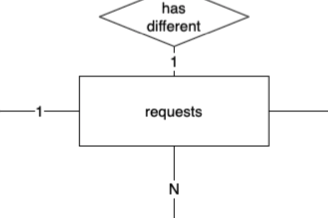 has
different
1
1
requests
N